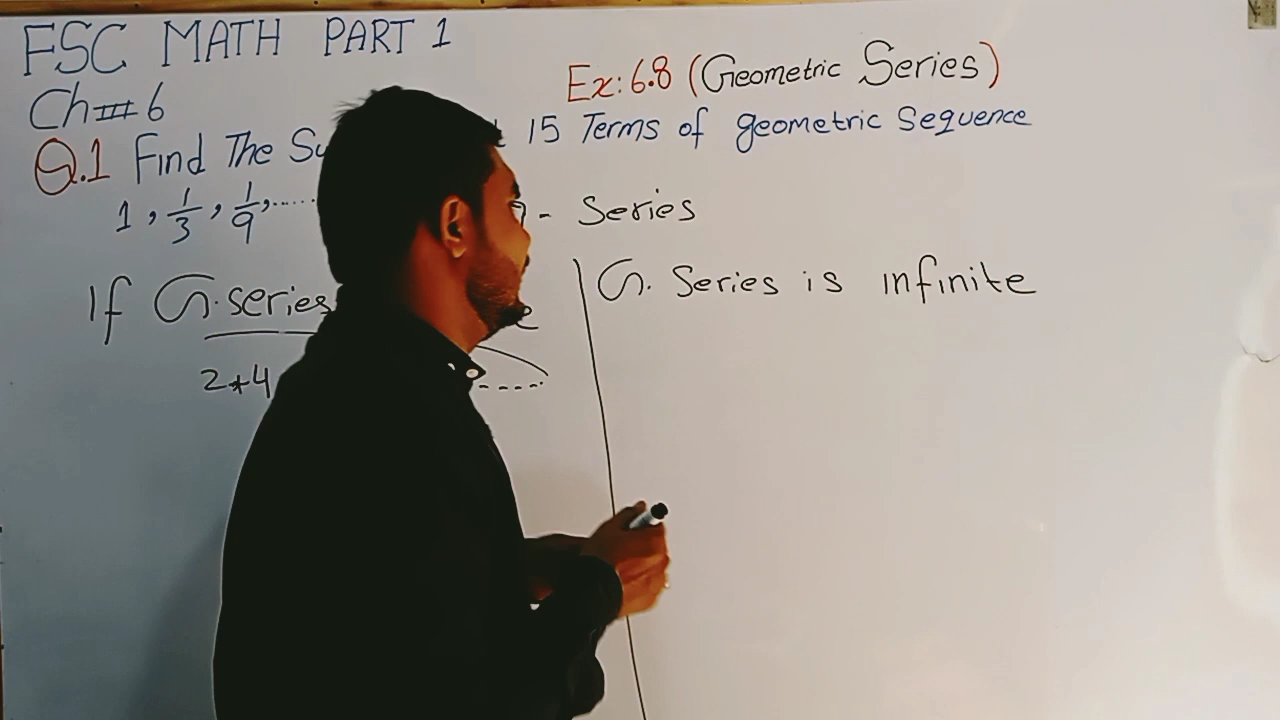 FSC MATH PART 1
Ch# 6
Ex: 6.8 (Geometric Series)
Q.1 Find The 15 Terms of geometric Sequence
1, 1/3, 1/9, ...... - Series
If G.series
2+4 ----
G. Series is infinite